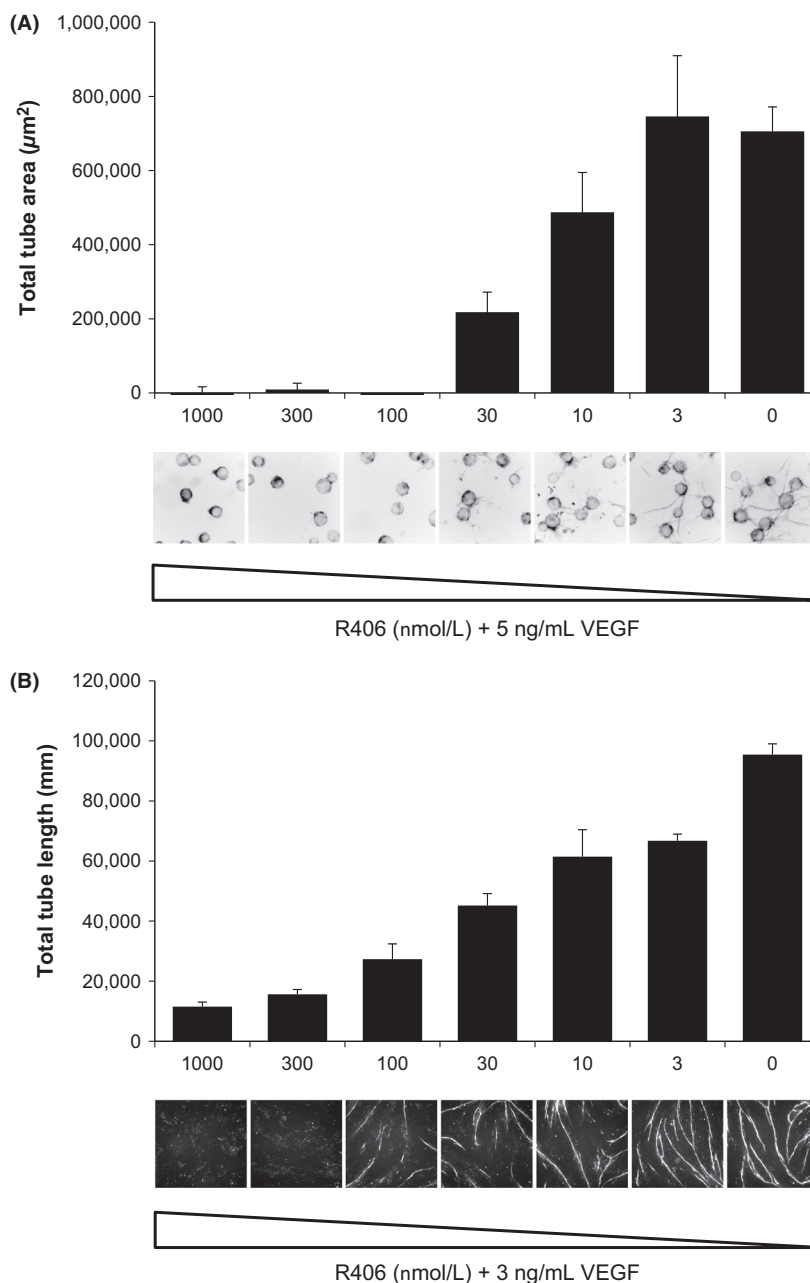 (A)
Total tube area (µm²)
1,000,000
800,000
600,000
400,000
200,000
0
1000 300 100 30 10 3 0
R406 (nmol/L) + 5 ng/mL VEGF
(B)
Total tube length (mm)
120,000
100,000
80,000
60,000
40,000
20,000
0
1000 300 100 30 10 3 0
R406 (nmol/L) + 3 ng/mL VEGF